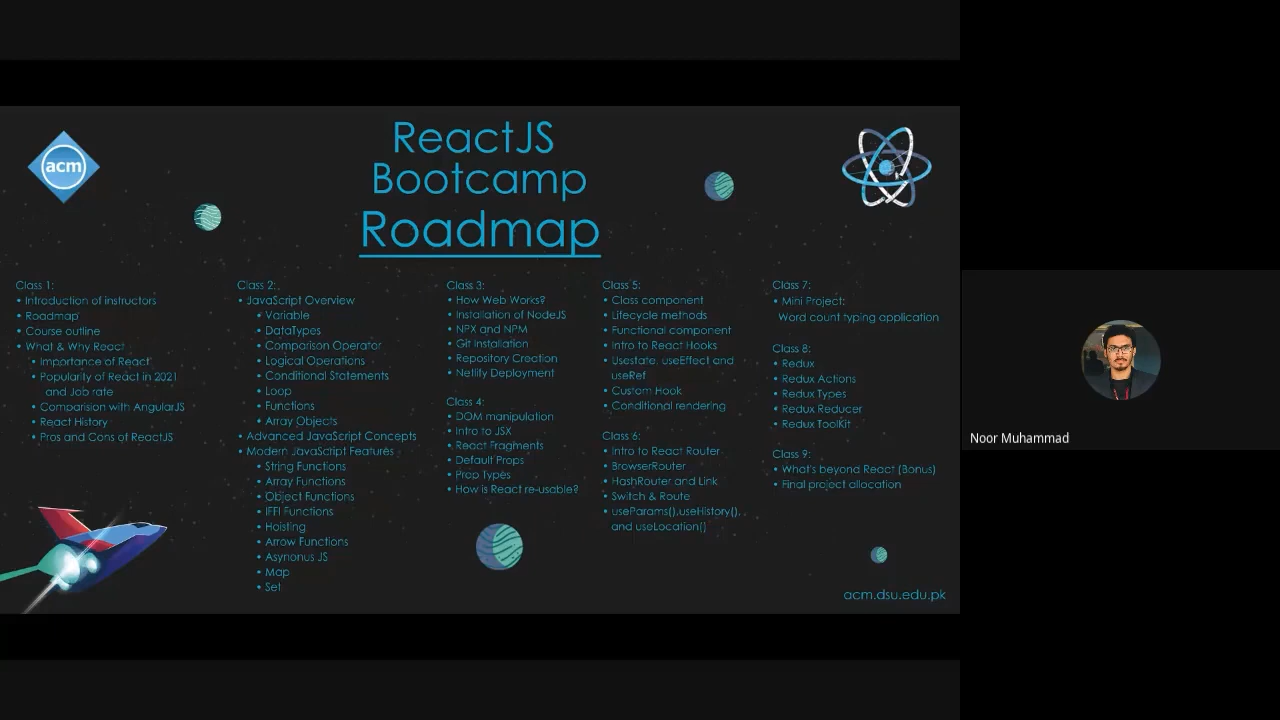 acm
ReactJS
Bootcamp
Roadmap
Class 1:
• Introduction of instructors
• Roadmap
• Course outline
• What & Why React
• Importance of React
• Popularity of React in 2021
and Job rate
• Comparision with AngularJS
• React History
• Pros and Cons of ReactJS
Class 2:
• JavaScript Overview
• Variable
• DataTypes
• Comparison Operator
• Logical Operations
• Conditional Statements
• Loop
• Functions
• Array Objects
• Advanced JavaScript Concepts
• Modern JavaScript Features
• String Functions
• Array Functions
• Object Functions
• IFFI Functions
• Hoisting
• Arrow Functions
• Asynonus JS
• Map
• Set
Class 3:
• How Web Works?
• Installation of NodeJS
• NPX and NPM
• Git Installation
• Repository Creation
• Netlify Deployment
Class 4:
• DOM manipulation
• Intro to JSX
• React Fragments
• Default Props
• Prop Types
• How is React re-usable?
Class 5:
• Class component
• Lifecycle methods
• Functional component
• Intro to React Hooks
• Usestate, useEffect and
useRef
• Custom Hook
• Conditional rendering
Class 6:
• Intro to React Router
• BrowserRouter
• HashRouter and Link
• Switch & Route
• useParams(),useHistory(),
and useLocation()
Class 7:
• Mini Project:
Word count typing application
Class 8:
• Redux
• Redux Actions
• Redux Types
• Redux Reducer
• Redux ToolKit
Class 9:
• What's beyond React (Bonus)
• Final project allocation
acm.dsu.edu.pk
Noor Muhammad